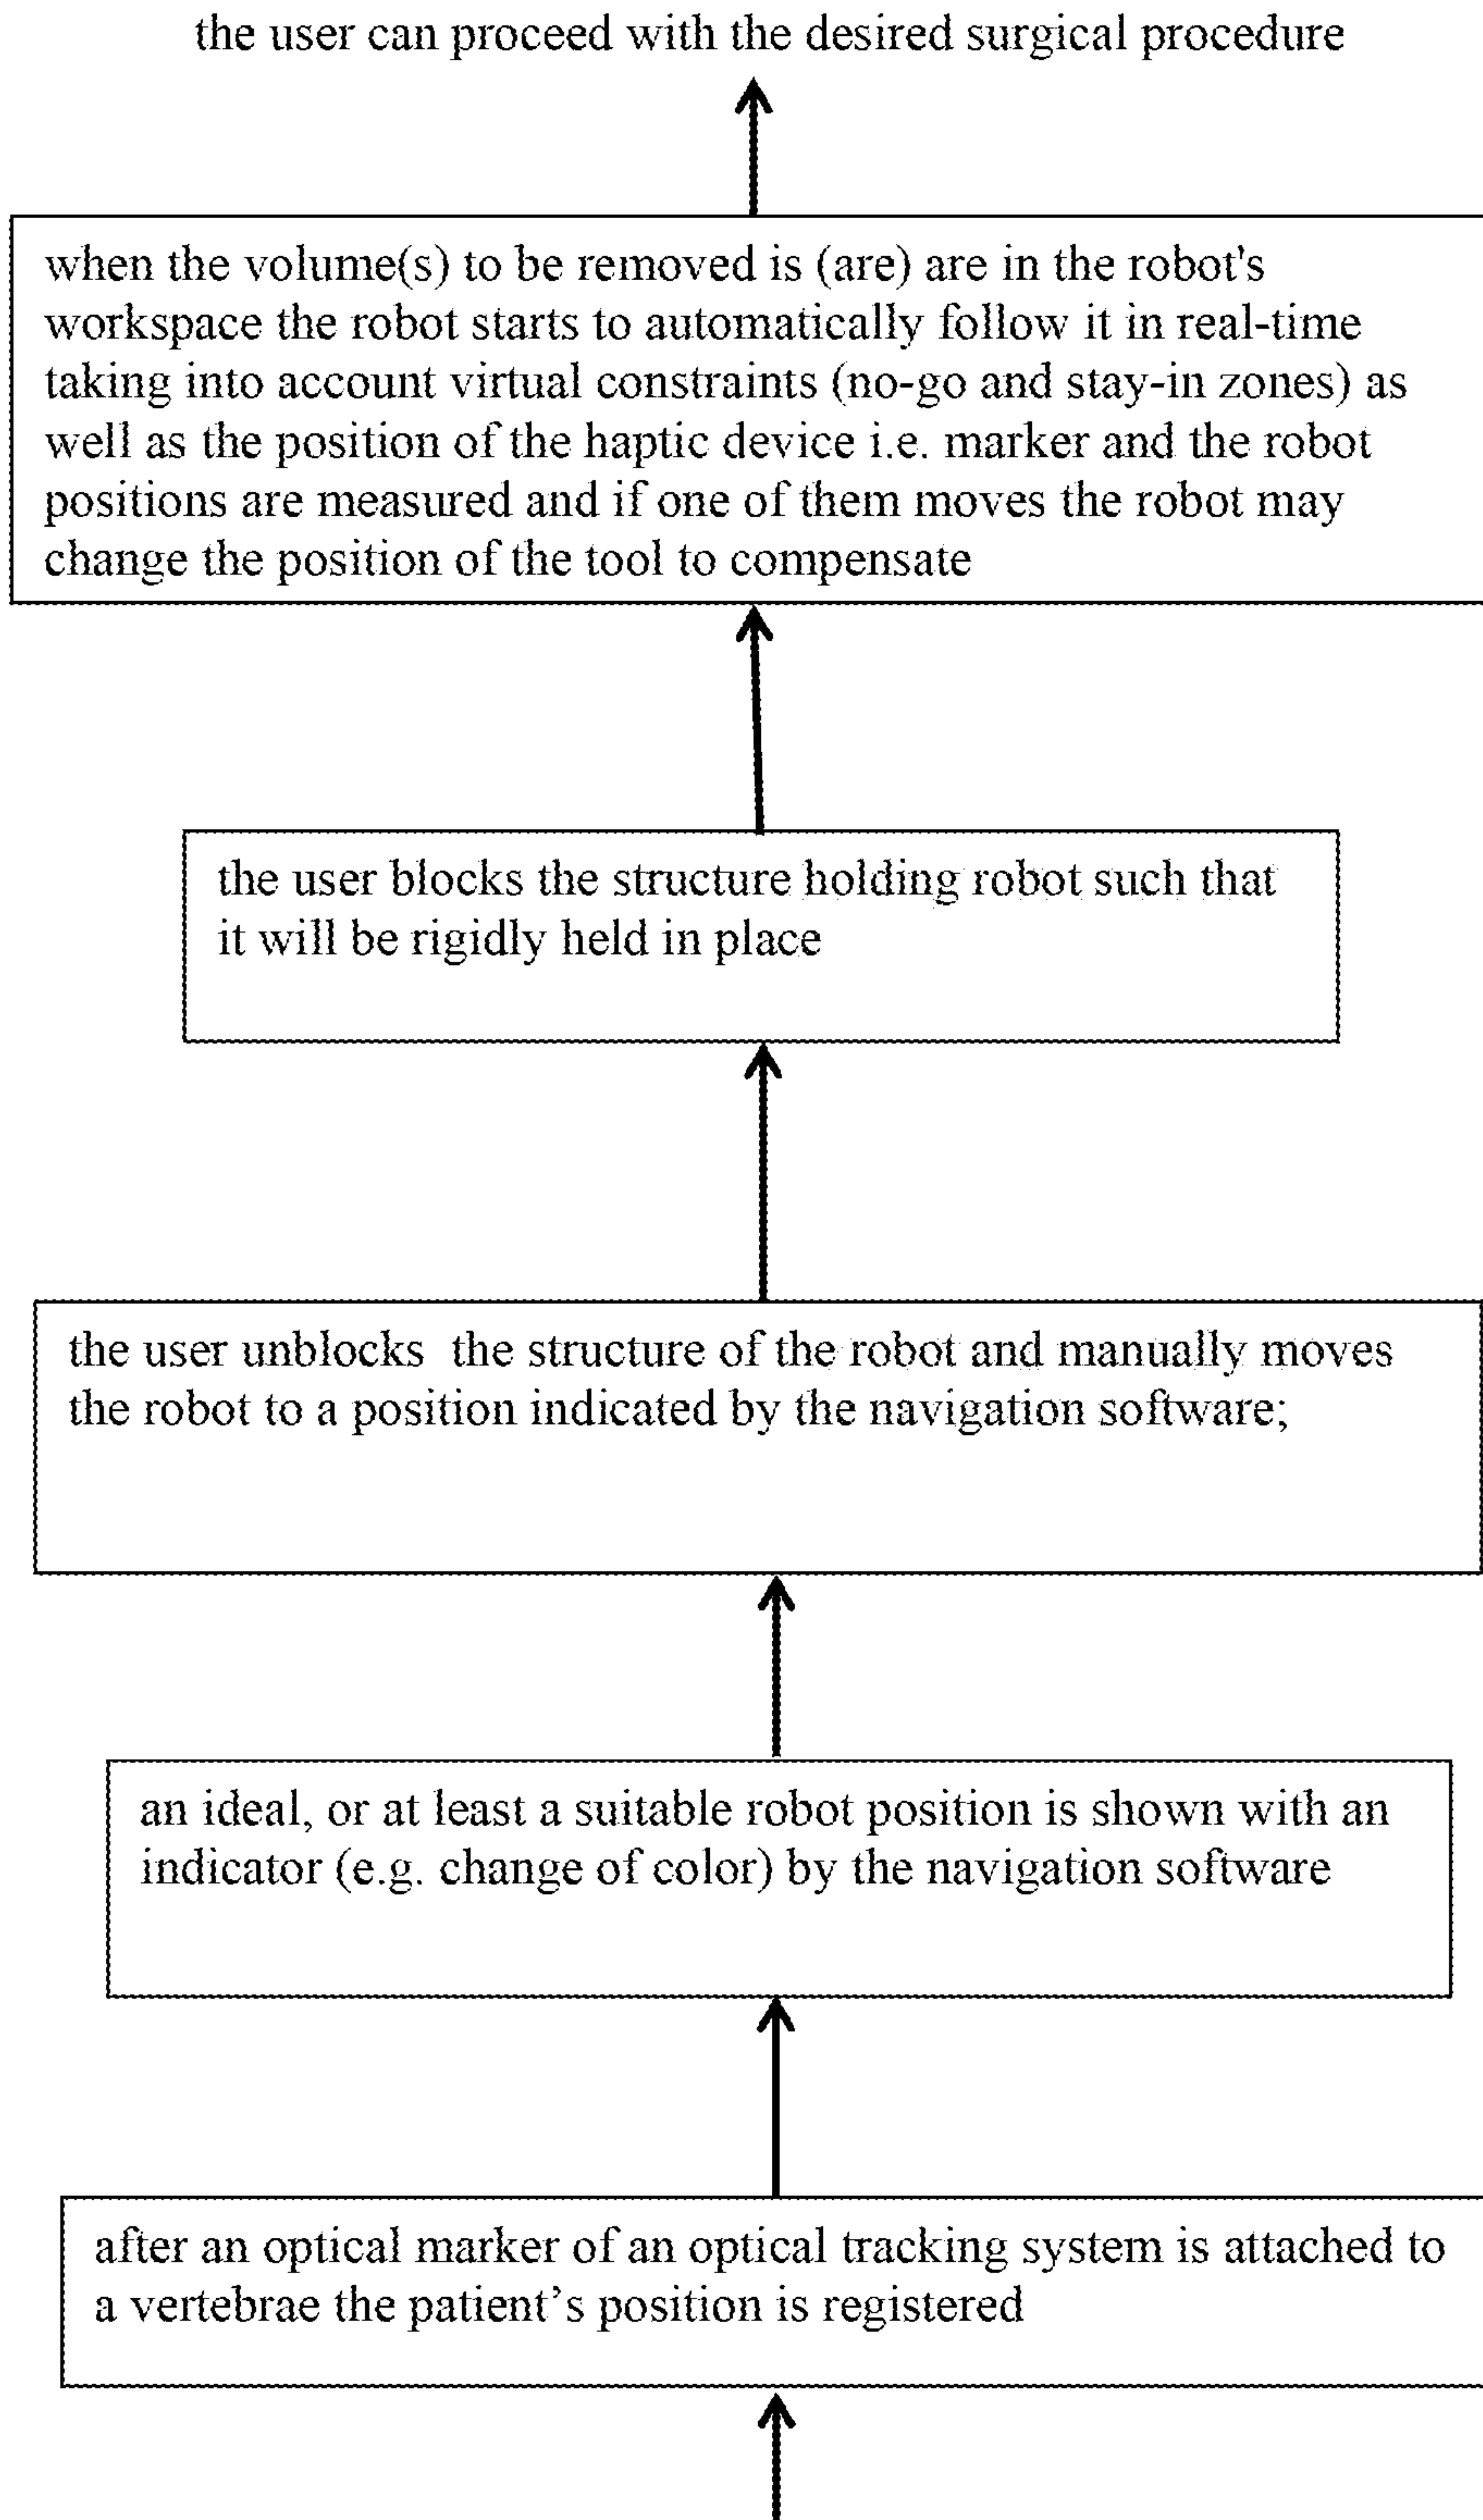 the user can proceed with the desired surgical procedure
when the volume(s) to be removed is (are) are in the robot's
workspace the robot starts to automatically follow it in real-time
taking into account virtual constraints (no-go and stay-in zones) as
well as the position of the haptic device i.e. marker and the robot
positions are measured and if one of them moves the robot may
change the position of the tool to compensate
the user blocks the structure holding robot such that
it will be rigidly held in place
the user unblocks  the structure of the robot and manually moves
the robot to a position indicated by the navigation software;
an ideal, or at least a suitable robot position is shown with an
indicator (e.g. change of color) by the navigation software
after an optical marker of an optical tracking system is attached to
a vertebrae the patient's position is registered